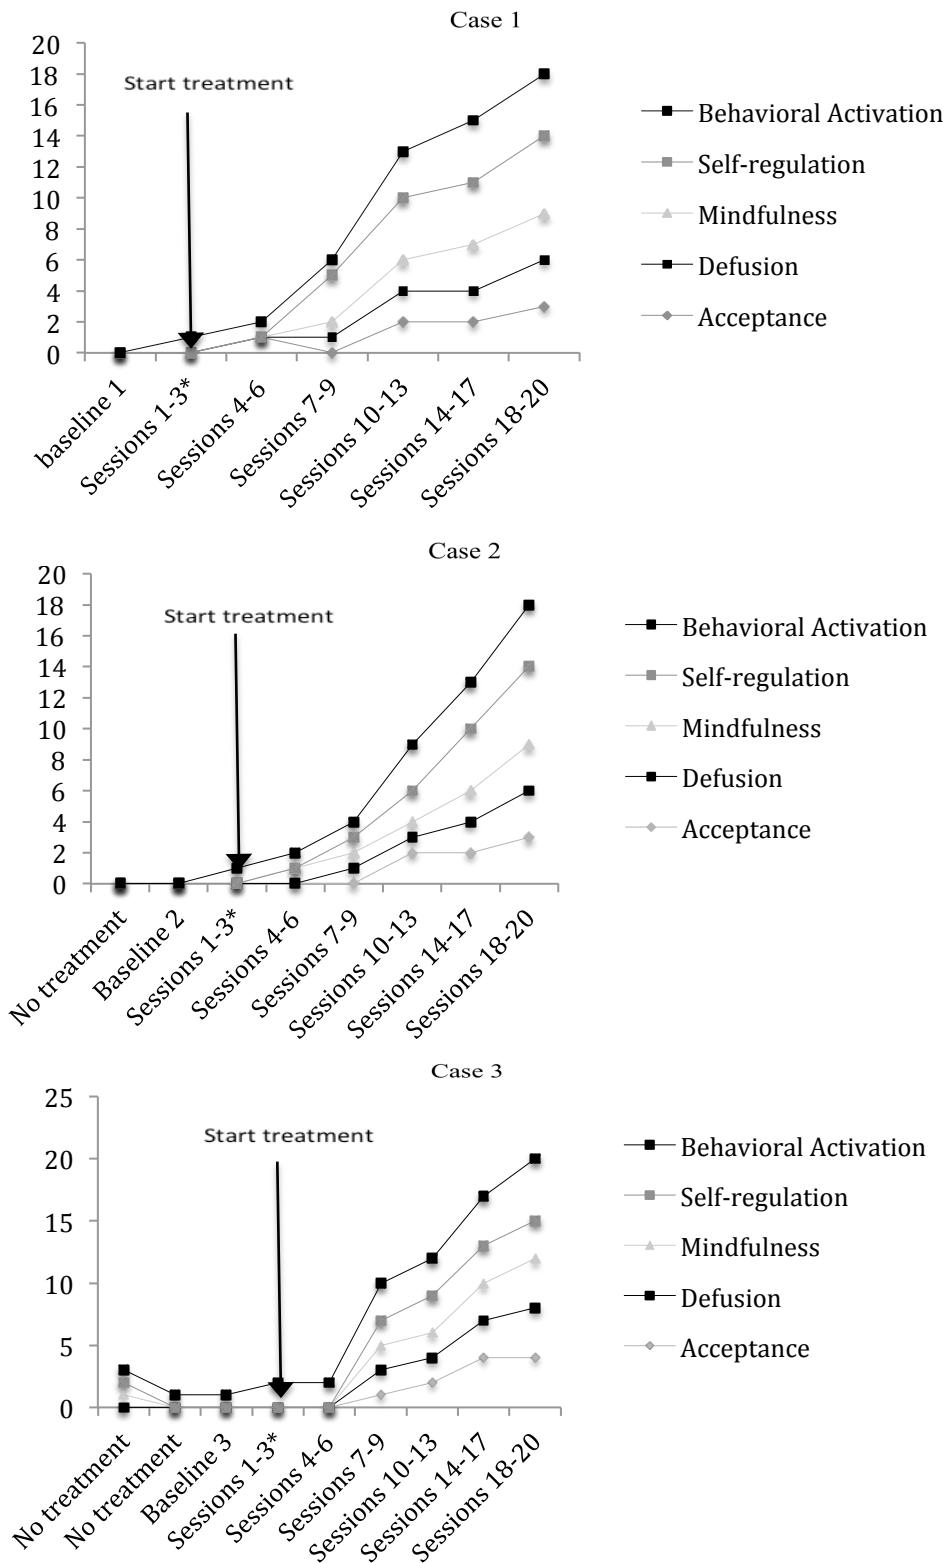 Case 1
20
18
16
14
12
10
8
6
4
2
0
Start treatment
baseline 1
Sessions 1-3*
Sessions 4-6
Sessions 7-9
Sessions 10-13
Sessions 14-17
Sessions 18-20
Behavioral Activation
Self-regulation
Mindfulness
Defusion
Acceptance
Case 2
20
18
16
14
12
10
8
6
4
2
0
Start treatment
No treatment
Baseline 2
Sessions 1-3*
Sessions 4-6
Sessions 7-9
Sessions 10-13
Sessions 14-17
Sessions 18-20
Behavioral Activation
Self-regulation
Mindfulness
Defusion
Acceptance
Case 3
25
20
15
10
5
0
Start treatment
No treatment
No treatment
Baseline 3
Sessions 1-3*
Sessions 4-6
Sessions 7-9
Sessions 10-13
Sessions 14-17
Sessions 18-20
Behavioral Activation
Self-regulation
Mindfulness
Defusion
Acceptance